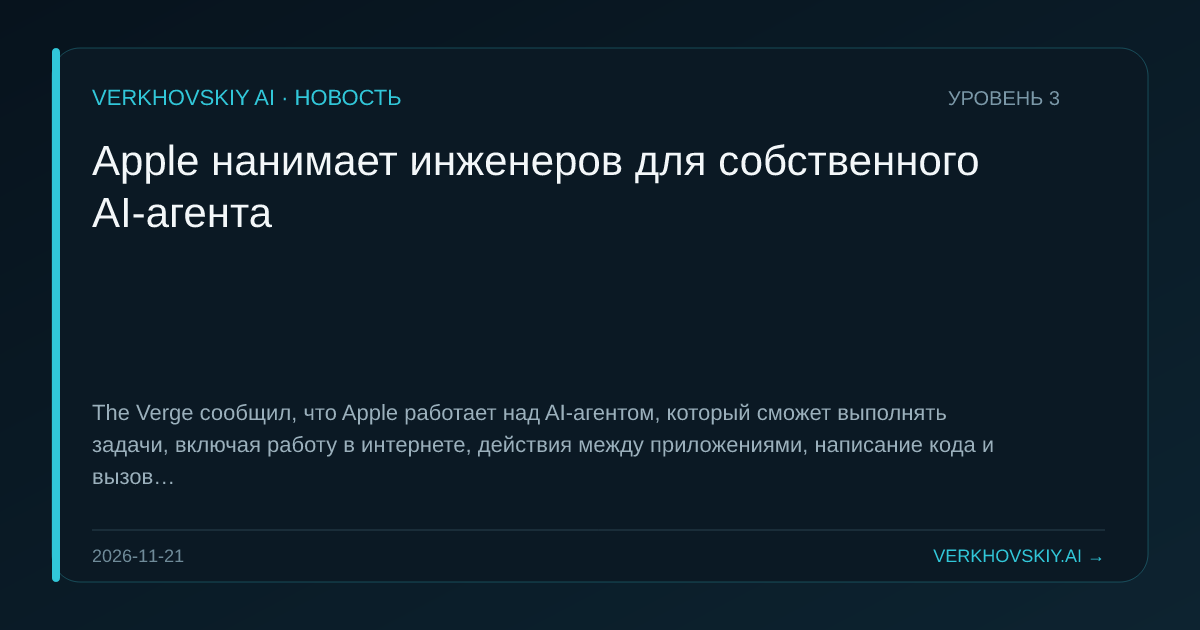 VERKHOVSKIY AI · НОВОСТЬ
УРОВЕНЬ 3
Apple нанимает инженеров для собственного
AI-агента
The Verge сообщил, что Apple работает над AI-агентом, который сможет выполнять
задачи, включая работу в интернете, действия между приложениями, написание кода и
вызов…
2026-11-21
VERKHOVSKIY.AI →